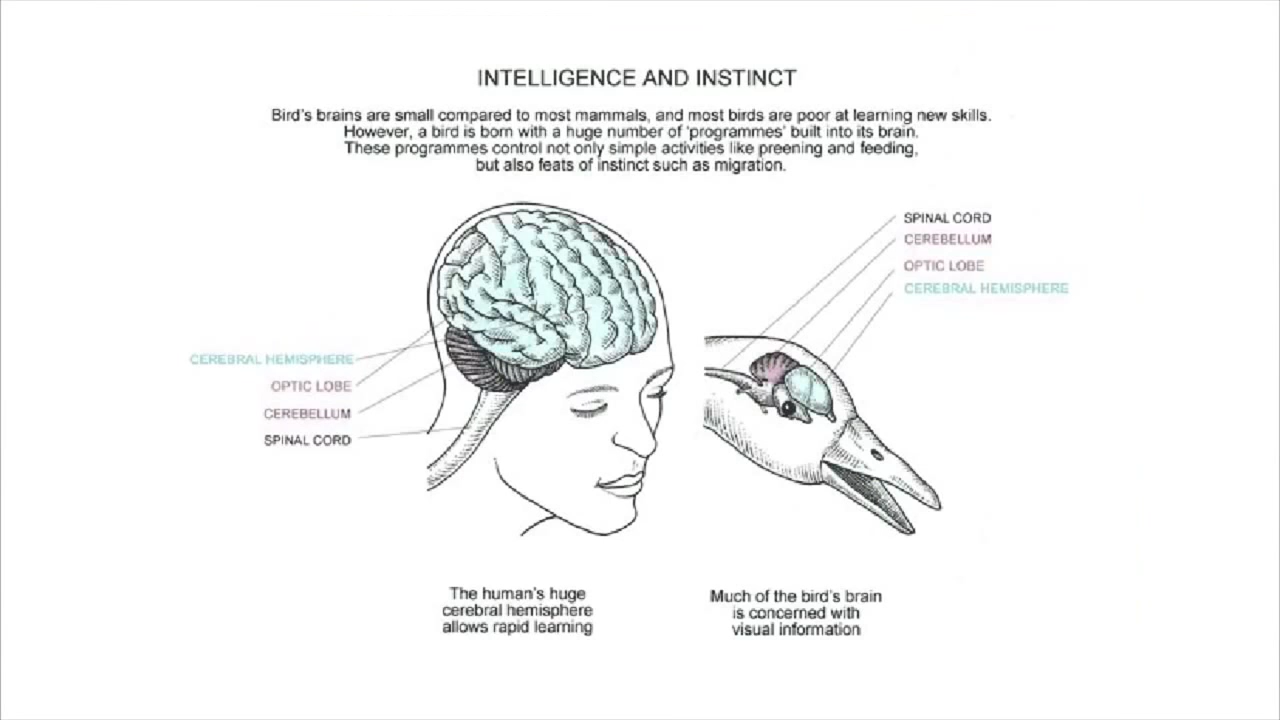 INTELLIGENCE AND INSTINCT
Bird's brains are small compared to most mammals, and most birds are poor at learning new skills.
However, a bird is born with a huge number of 'programmes' built into its brain.
These programmes control not only simple activities like preening and feeding,
but also feats of instinct such as migration.
SPINAL CORD
CEREBELLUM
OPTIC LOBE
CEREBRAL HEMISPHERE
CEREBRAL HEMISPHERE
OPTIC LOBE
CEREBELLUM
SPINAL CORD
The human's huge
cerebral hemisphere
allows rapid learning
Much of the bird's brain
is concerned with
visual information